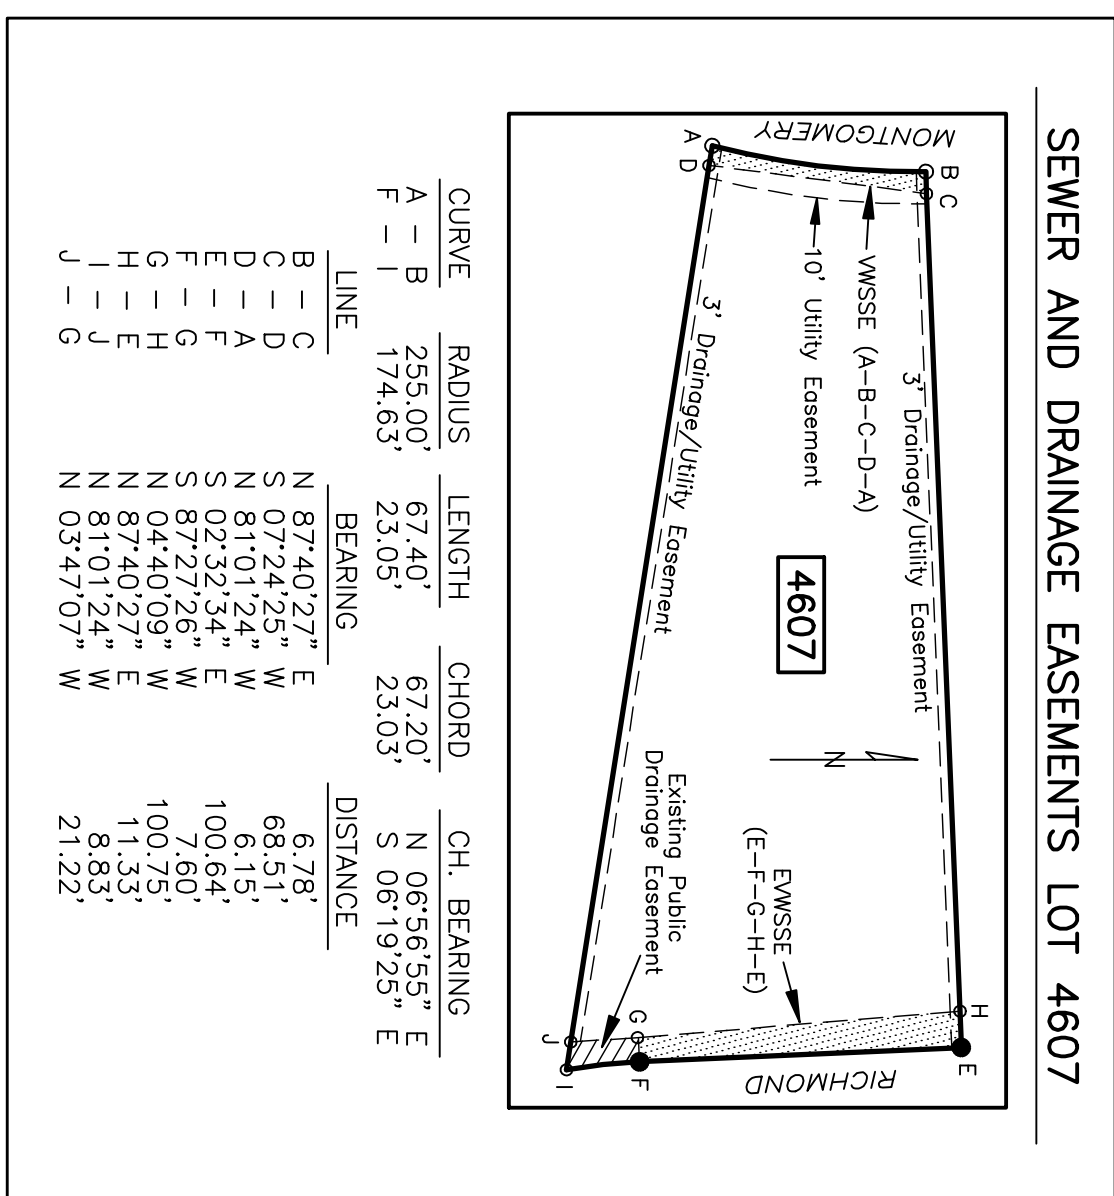 SEWER AND DRAINAGE EASEMENTS LOT 4607
MONTGOMERY
B
C
A
D
VWSSE (A-B-C-D-A)
10' Utility Easement
3' Drainage/Utility Easement
3' Drainage/Utility Easement
4607
N
EVWSSE
(E-F-G-H-E)
Existing Public
Drainage Easement
H
E
G
F
J
I
RICHMOND
CURVE RADIUS LENGTH CHORD CH. BEARING
A - B 255.00' 67.40' 67.20' N 06°56'55" E
F - I 174.63' 23.05' 23.03' S 06°19'25" E
LINE BEARING DISTANCE
B - C N 87°40'27" E 6.78'
C - D S 07°24'25" W 68.51'
D - A N 81°01'24" W 6.15'
E - F S 02°32'34" E 100.64'
F - G S 87°27'26" W 7.60'
G - H N 04°40'09" W 100.75'
H - E N 87°40'27" E 11.33'
I - J N 81°01'24" W 8.83'
J - G N 03°47'07" W 21.22'